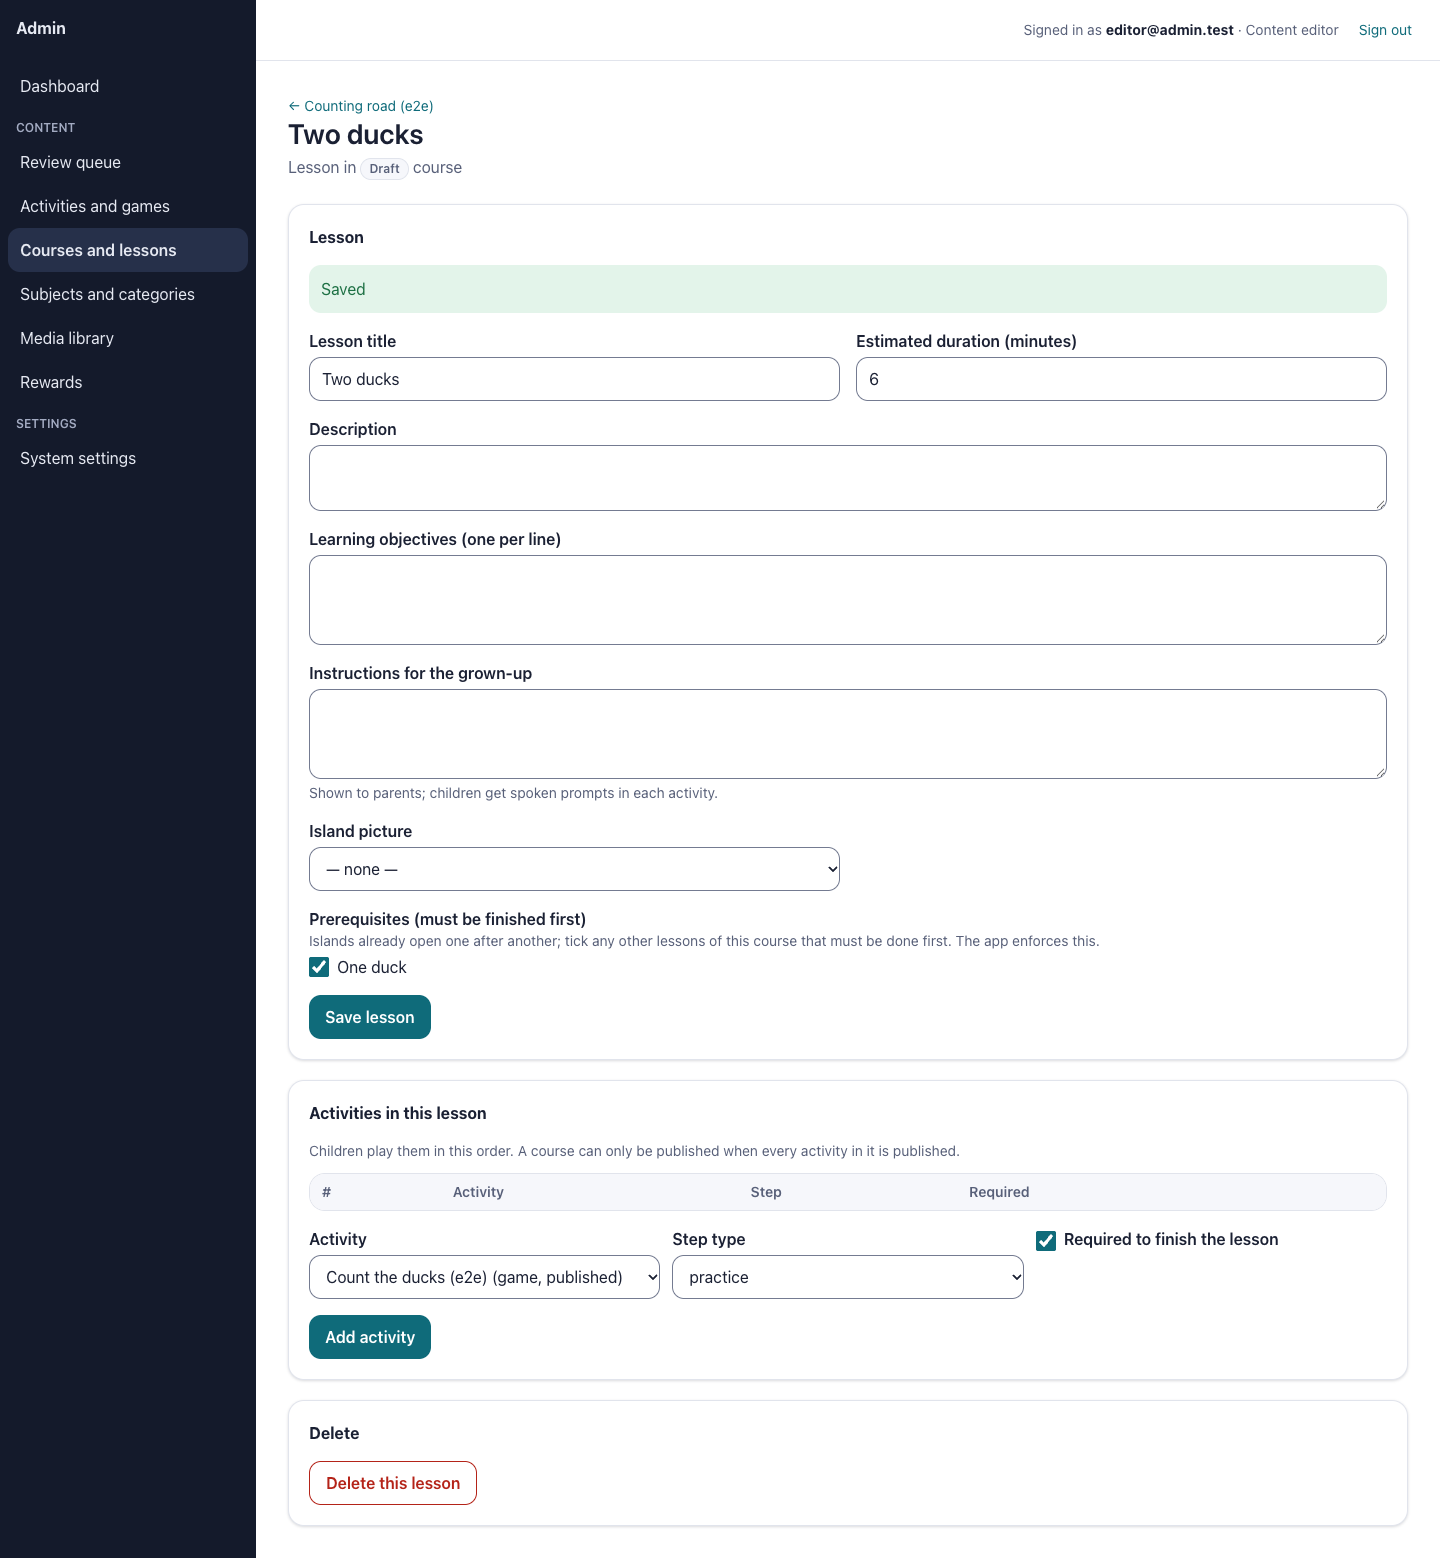 Admin
Dashboard
CONTENT
Review queue
Activities and games
Courses and lessons
Subjects and categories
Media library
Rewards
SETTINGS
System settings
Signed in as editor@admin.test · Content editor Sign out
← Counting road (e2e)
Two ducks
Lesson in Draft course
Lesson
Saved
Lesson title Estimated duration (minutes)
Two ducks 6
Description
Learning objectives (one per line)
Instructions for the grown-up
Shown to parents; children get spoken prompts in each activity.
Island picture
— none —
Prerequisites (must be finished first)
Islands already open one after another; tick any other lessons of this course that must be done first. The app enforces this.
One duck
Save lesson
Activities in this lesson
Children play them in this order. A course can only be published when every activity in it is published.
# Activity Step Required
Activity Step type Required to finish the lesson
Count the ducks (e2e) (game, published) practice
Add activity
Delete
Delete this lesson